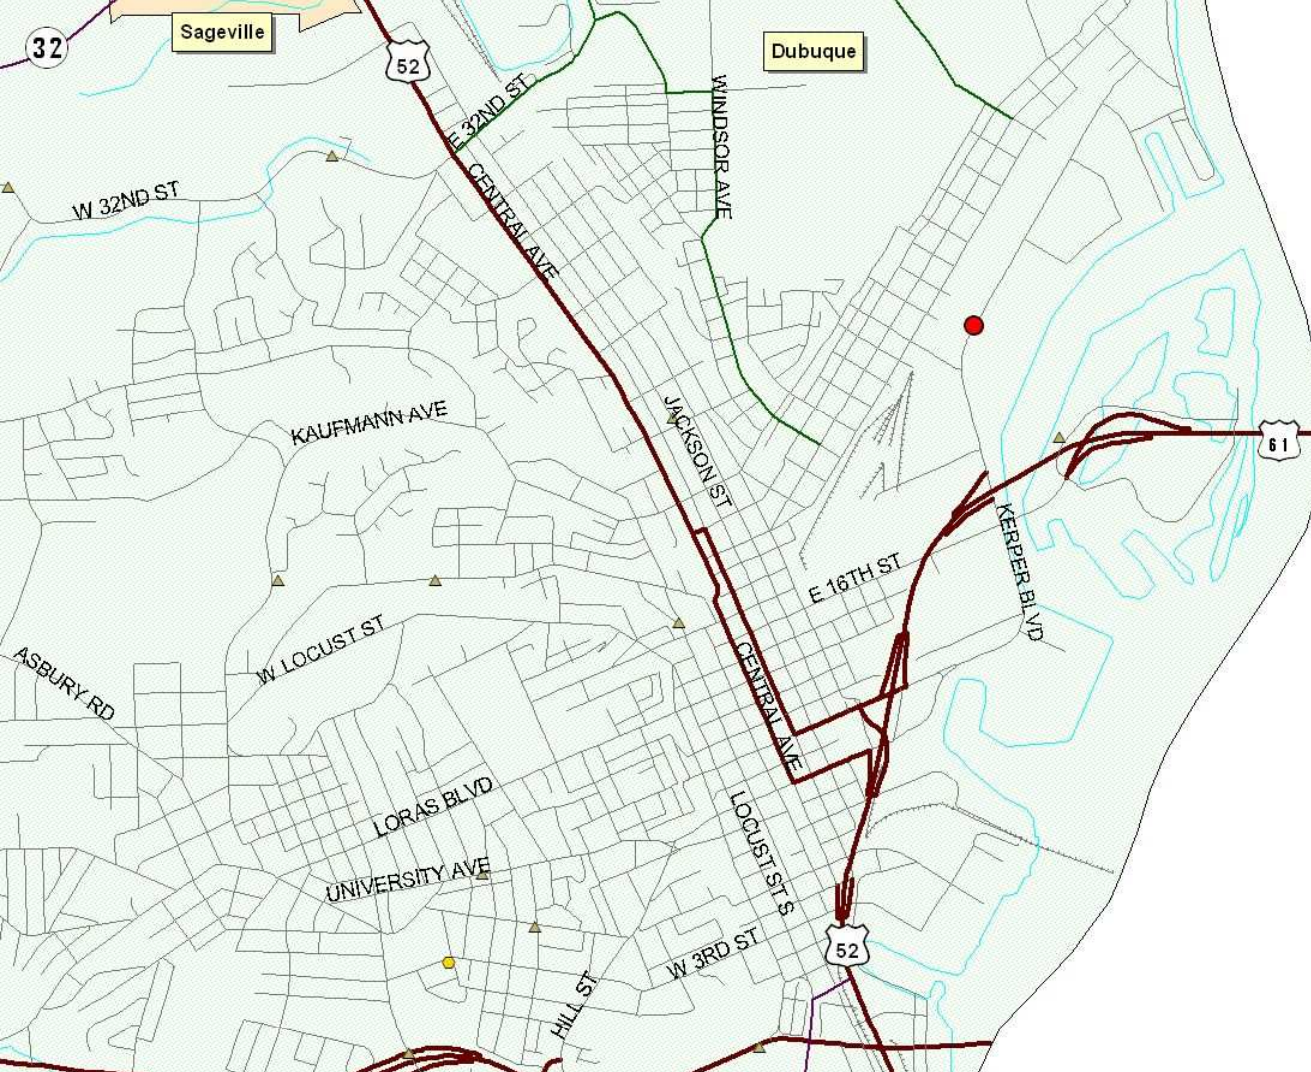 Sageville
32
52
Dubuque
E 32ND ST
WINDSOR AVE
CENTRAL AVE
W 32ND ST
KAUFMANN AVE
JACKSON ST
61
KERPER BLVD
E 16TH ST
W LOCUST ST
ASBURY RD
CENTRAL AVE
LORAS BLVD
LOCUST ST S
UNIVERSITY AVE
52
W 3RD ST
HILL ST